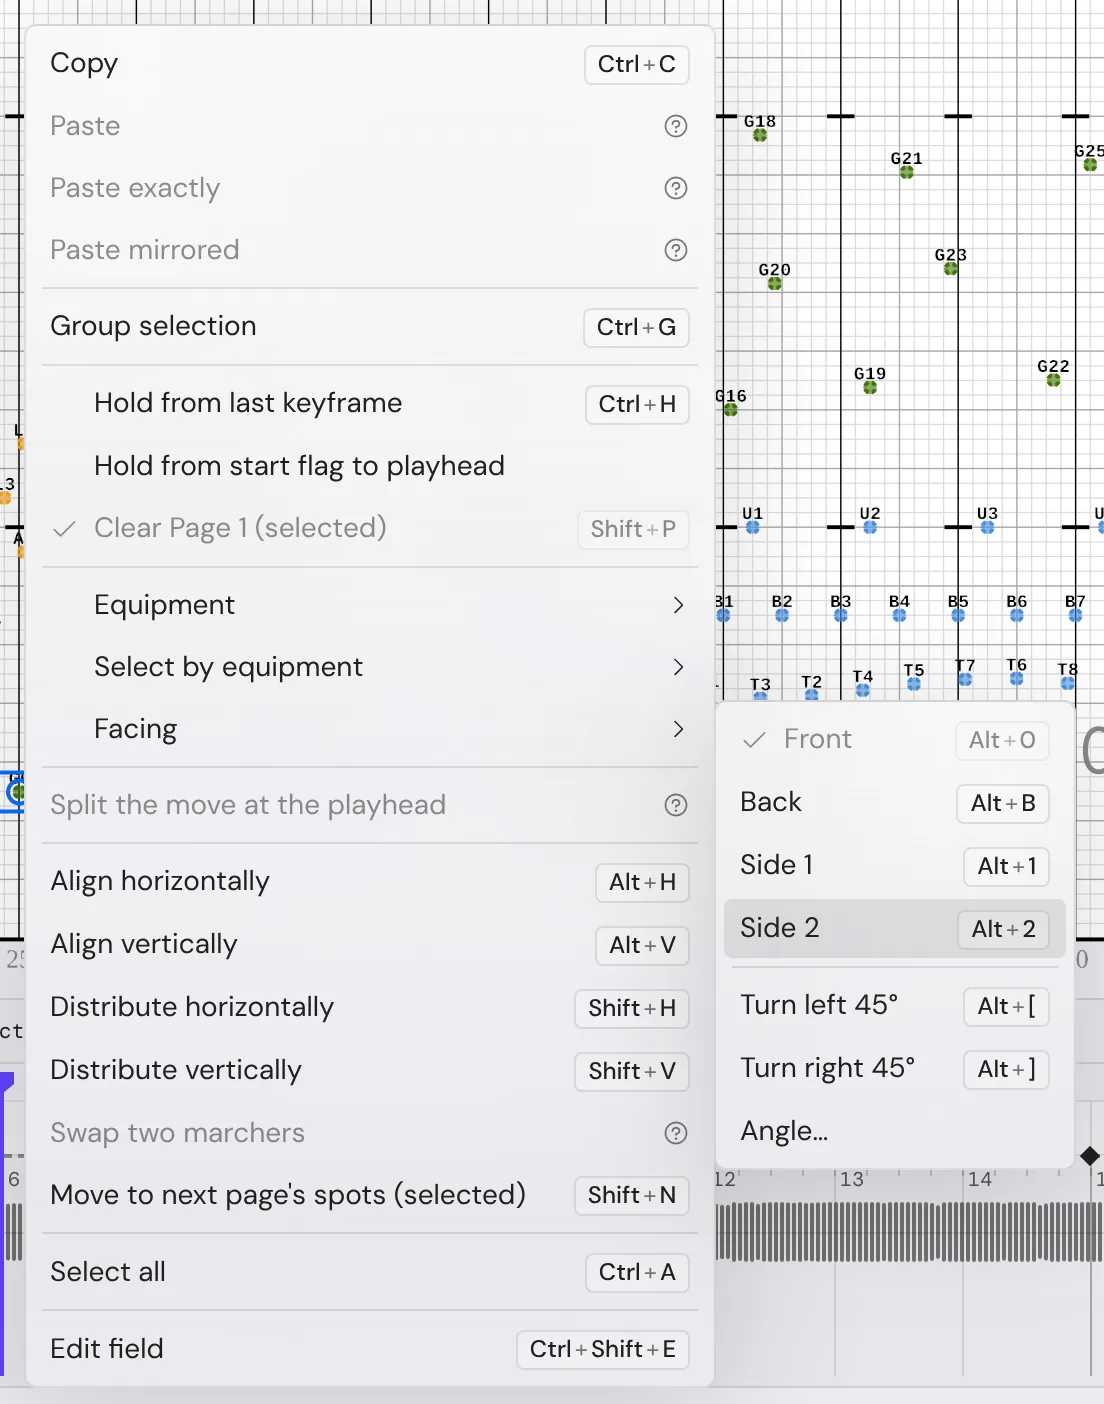 Copy Ctrl+C
Paste
Paste exactly
Paste mirrored
Group selection Ctrl+G
Hold from last keyframe Ctrl+H
Hold from start flag to playhead
Clear Page 1 (selected) Shift+P
Equipment
Select by equipment
Facing
Split the move at the playhead
Align horizontally Alt+H
Align vertically Alt+V
Distribute horizontally Shift+H
Distribute vertically Shift+V
Swap two marchers
Move to next page's spots (selected) Shift+N
Select all Ctrl+A
Edit field Ctrl+Shift+E
Front Alt+0
Back Alt+B
Side 1 Alt+1
Side 2 Alt+2
Turn left 45° Alt+[
Turn right 45° Alt+]
Angle...
G18
G21
G25
G23
G20
G22
G19
G16
U1 U2 U3
B1 B2 B3 B4 B5 B6 B7
T3 T2 T4 T5 T7 T6 T8
6 12 13 14